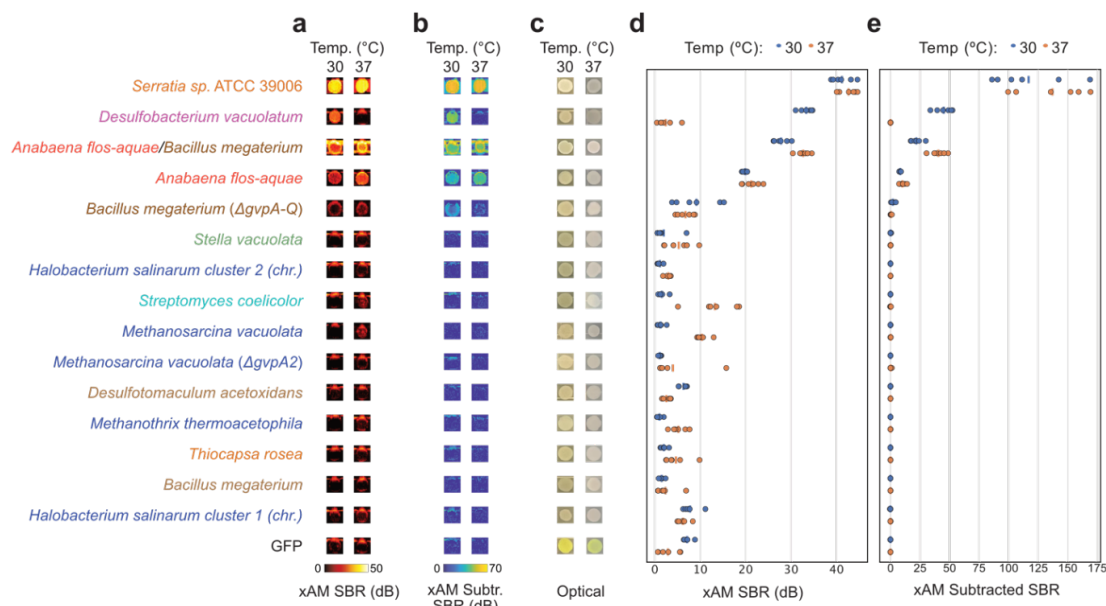 a
b
c
d
e
Temp. (°C)
30 37
Temp. (°C)
30 37
Temp. (°C)
30 37
Temp (ºC): 30 37
Temp (ºC): 30 37
Serratia sp. ATCC 39006
Desulfobacterium vacuolatum
Anabaena flos-aquae/Bacillus megaterium
Anabaena flos-aquae
Bacillus megaterium (ΔgvpA-Q)
Stella vacuolata
Halobacterium salinarum cluster 2 (chr.)
Streptomyces coelicolor
Methanosarcina vacuolata
Methanosarcina vacuolata (ΔgvpA2)
Desulfotomaculum acetoxidans
Methanothrix thermoacetophila
Thiocapsa rosea
Bacillus megaterium
Halobacterium salinarum cluster 1 (chr.)
GFP
0 50
xAM SBR (dB)
0 70
xAM Subtr.
SBR (dB)
Optical
0 10 20 30 40
xAM SBR (dB)
0 25 50 75 100 125 150 175
xAM Subtracted SBR